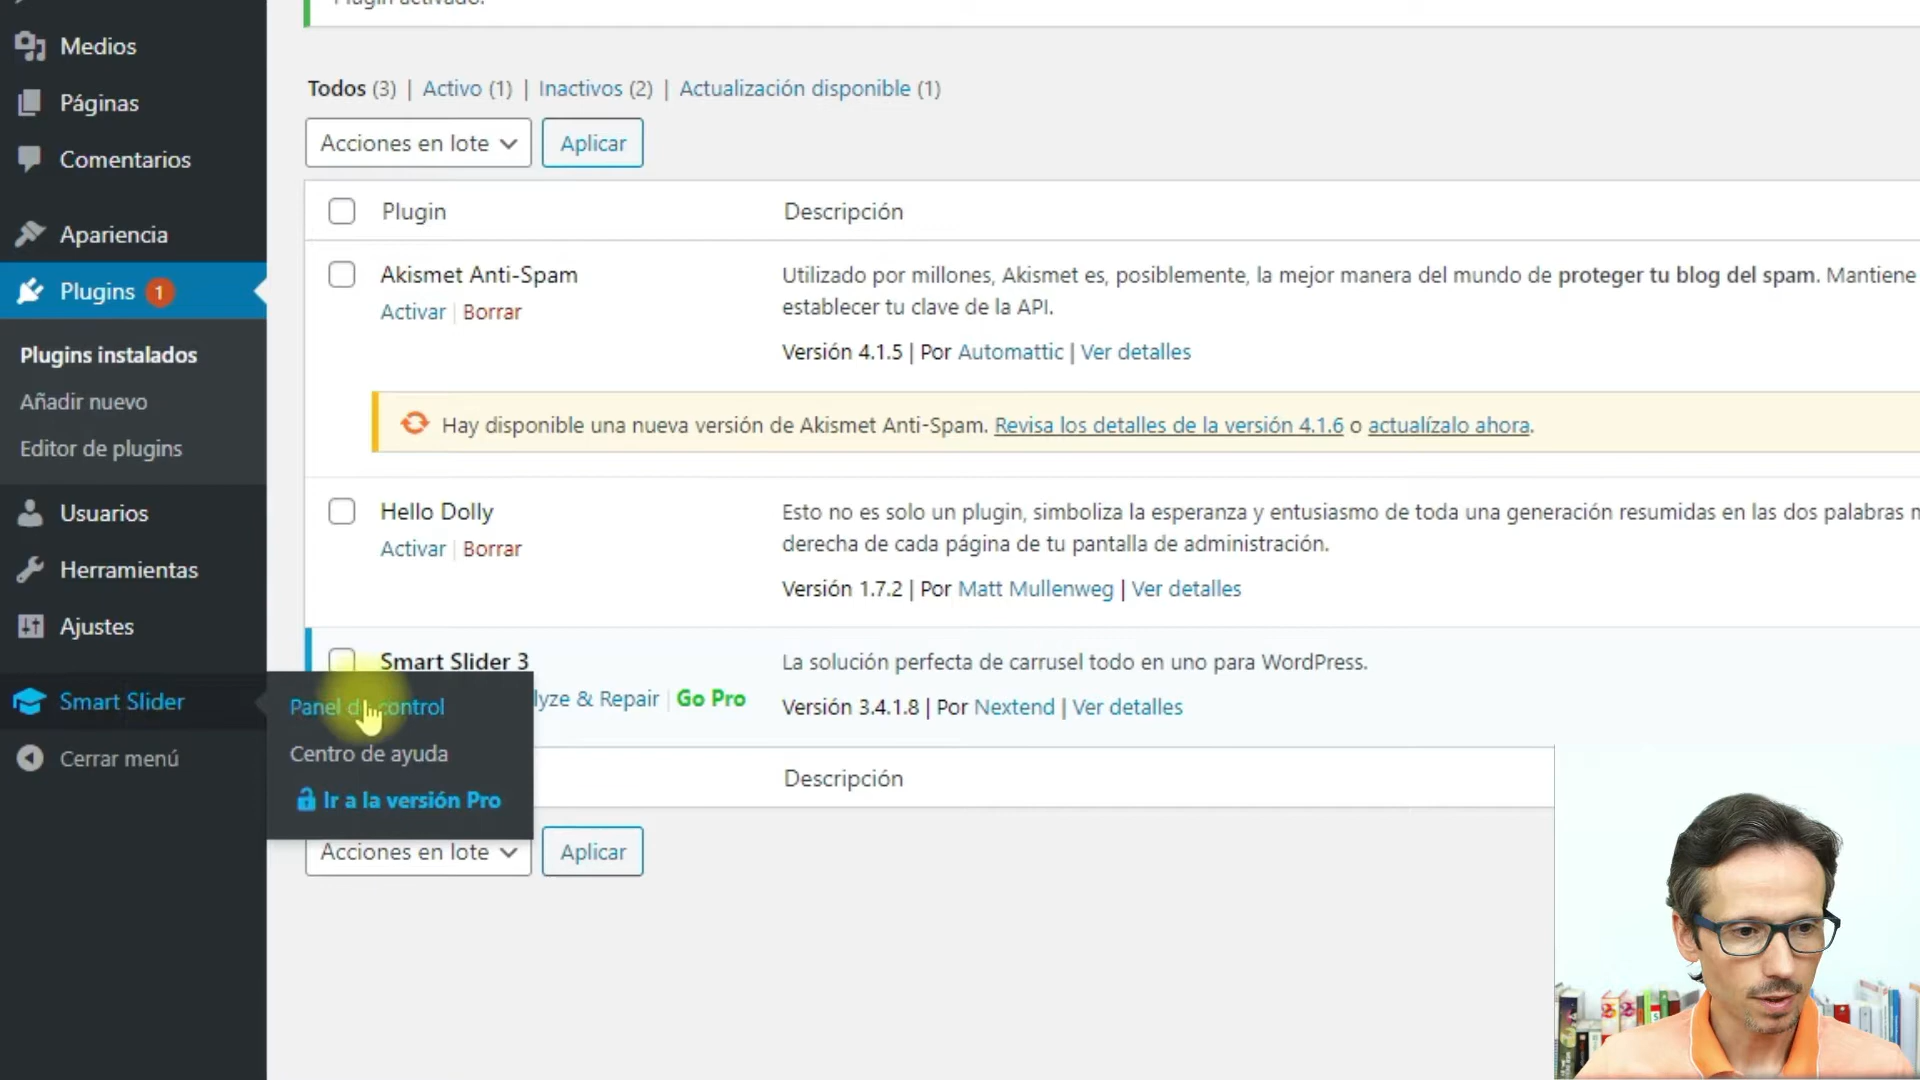 Plugin activado.
Medios
Páginas
Comentarios
Apariencia
Plugins 1
Plugins instalados
Añadir nuevo
Editor de plugins
Usuarios
Herramientas
Ajustes
Smart Slider
Cerrar menú
Panel de control
Centro de ayuda
Ir a la versión Pro
Todos (3) | Activo (1) | Inactivos (2) | Actualización disponible (1)
Acciones en lote Aplicar
Plugin Descripción
Akismet Anti-Spam Utilizado por millones, Akismet es, posiblemente, la mejor manera del mundo de proteger tu blog del spam. Mantiene
Activar | Borrar establecer tu clave de la API.
Versión 4.1.5 | Por Automattic | Ver detalles
Hay disponible una nueva versión de Akismet Anti-Spam. Revisa los detalles de la versión 4.1.6 o actualízalo ahora.
Hello Dolly Esto no es solo un plugin, simboliza la esperanza y entusiasmo de toda una generación resumidas en las dos palabras
Activar | Borrar derecha de cada página de tu pantalla de administración.
Versión 1.7.2 | Por Matt Mullenweg | Ver detalles
Smart Slider 3 La solución perfecta de carrusel todo en uno para WordPress.
lyze & Repair | Go Pro Versión 3.4.1.8 | Por Nextend | Ver detalles
Descripción
Acciones en lote Aplicar